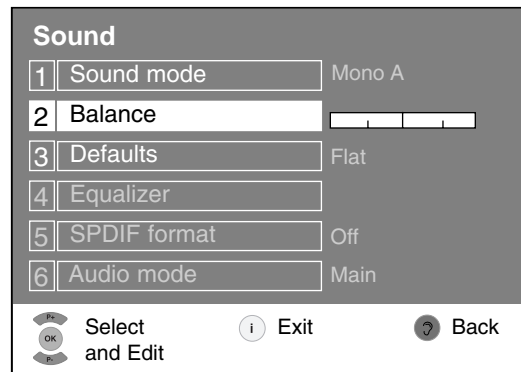 Sound
1 Sound mode Mono A
2 Balance
3 Defaults Flat
4 Equalizer
5 SPDIF format Off
6 Audio mode Main
P+
OK
P-
Select
and Edit
i Exit
Back